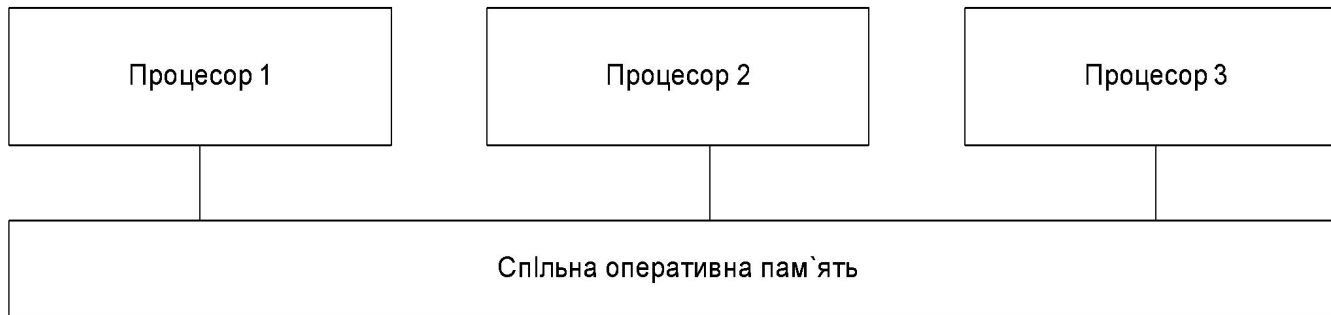 Процесор 1
Процесор 2
Процесор 3
СпІльна оперативна пам`ять